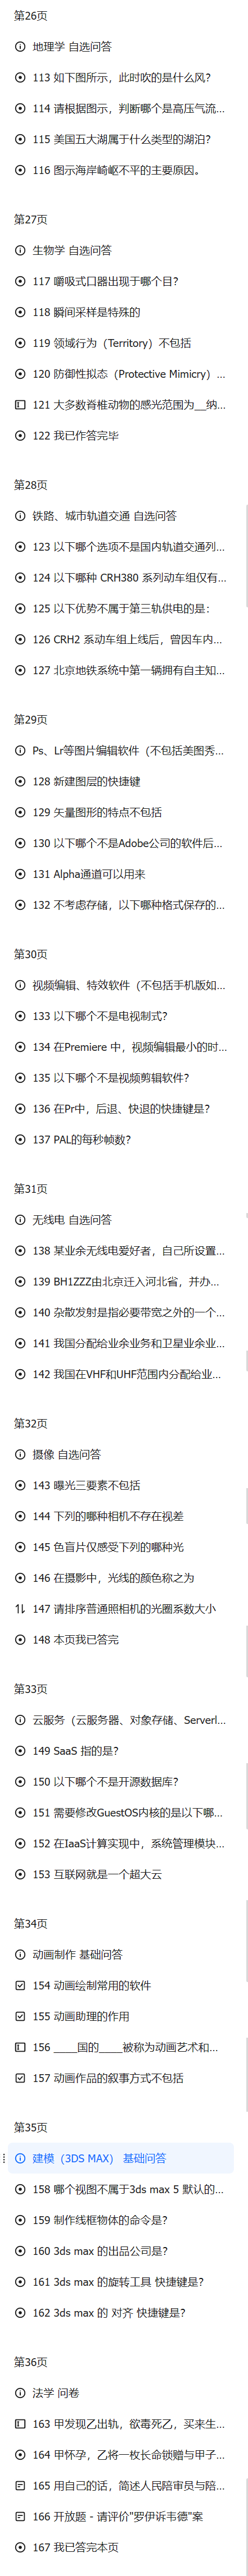 第26页
地理学 自选问答
113 如下图所示，此时吹的是什么风？
114 请根据图示，判断哪个是高压气流...
115 美国五大湖属于什么类型的湖泊？
116 图示海岸崎岖不平的主要原因。
第27页
生物学 自选问答
117 嚼吸式口器出现于哪个目？
118 瞬间采样是特殊的
119 领域行为（Territory）不包括
120 防御性拟态（Protective Mimicry）...
121 大多数脊椎动物的感光范围为__纳...
122 我已作答完毕
第28页
铁路、城市轨道交通 自选问答
123 以下哪个选项不是国内轨道交通列...
124 以下哪种 CRH380 系列动车组仅有...
125 以下优势不属于第三轨供电的是：
126 CRH2 系动车组上线后，曾因车内...
127 北京地铁系统中第一辆拥有自主知...
第29页
Ps、Lr等图片编辑软件（不包括美图秀...
128 新建图层的快捷键
129 矢量图形的特点不包括
130 以下哪个不是Adobe公司的软件后...
131 Alpha通道可以用来
132 不考虑存储，以下哪种格式保存的...
第30页
视频编辑、特效软件（不包括手机版如...
133 以下哪个不是电视制式？
134 在Premiere 中，视频编辑最小的时...
135 以下哪个不是视频剪辑软件？
136 在Pr中，后退、快退的快捷键是？
137 PAL的每秒帧数？
第31页
无线电 自选问答
138 某业余无线电爱好者，自己所设置...
139 BH1ZZZ由北京迁入河北省，并办...
140 杂散发射是指必要带宽之外的一个...
141 我国分配给业余业务和卫星业余业...
142 我国在VHF和UHF范围内分配给业...
第32页
摄像 自选问答
143 曝光三要素不包括
144 下列的哪种相机不存在视差
145 色盲片仅感受下列的哪种光
146 在摄影中，光线的颜色称之为
147 请排序普通照相机的光圈系数大小
148 本页我已答完
第33页
云服务（云服务器、对象存储、Serverl...
149 SaaS 指的是？
150 以下哪个不是开源数据库？
151 需要修改GuestOS内核的是以下哪...
152 在IaaS计算实现中，系统管理模块...
153 互联网就是一个超大云
第34页
动画制作 基础问答
154 动画绘制常用的软件
155 动画助理的作用
156 ____国的____被称为动画艺术和...
157 动画作品的叙事方式不包括
第35页
建模（3DS MAX） 基础问答
158 哪个视图不属于3ds max 5 默认的...
159 制作线框物体的命令是？
160 3ds max 的出品公司是？
161 3ds max 的旋转工具 快捷键是？
162 3ds max 的 对齐 快捷键是？
第36页
法学 问卷
163 甲发现乙出轨，欲毒死乙，买来生...
164 甲怀孕，乙将一枚长命锁赠与甲子...
165 用自己的话，简述人民陪审员与陪...
166 开放题 - 请评价"罗伊诉韦德"案
167 我已答完本页